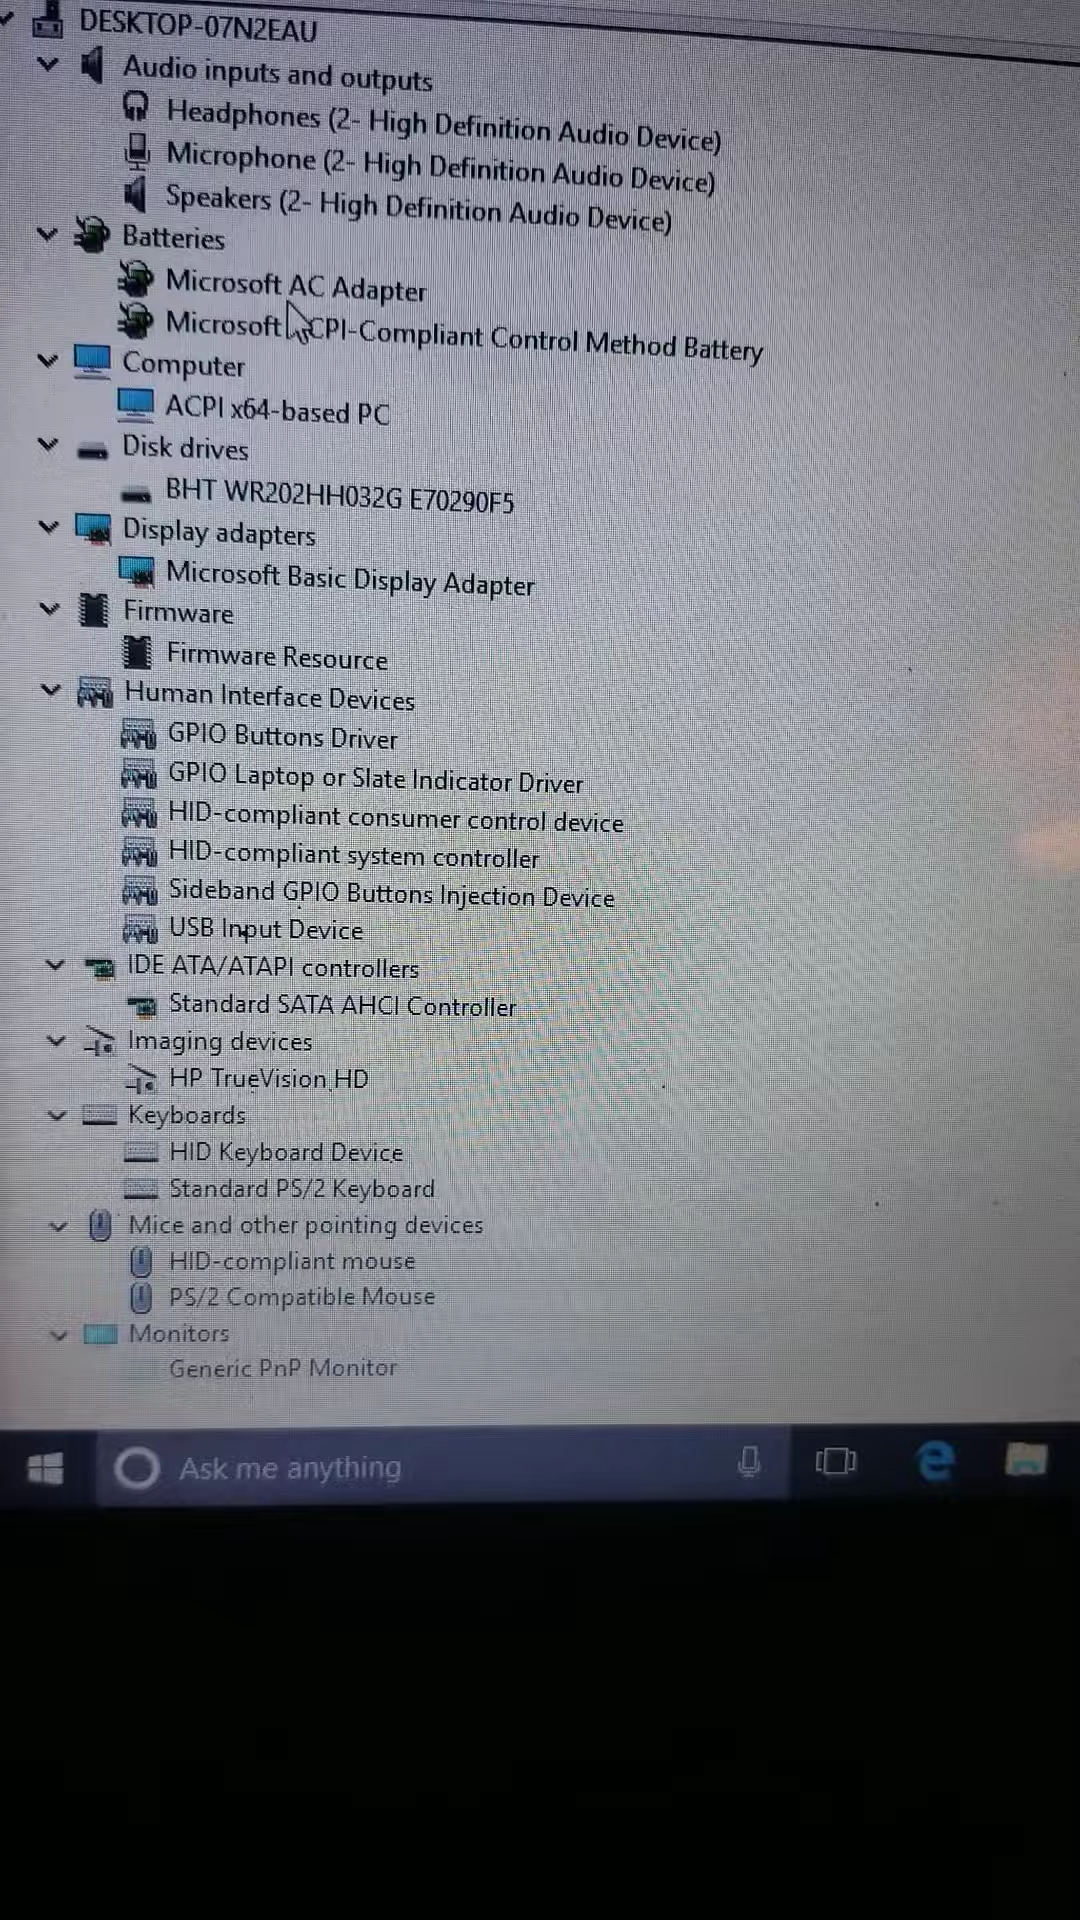 DESKTOP-07N2EAU
Audio inputs and outputs
Headphones (2- High Definition Audio Device)
Microphone (2- High Definition Audio Device)
Speakers (2- High Definition Audio Device)
Batteries
Microsoft AC Adapter
Microsoft CPI-Compliant Control Method Battery
Computer
ACPI x64-based PC
Disk drives
BHT WR202HH032G E70290F5
Display adapters
Microsoft Basic Display Adapter
Firmware
Firmware Resource
Human Interface Devices
GPIO Buttons Driver
GPIO Laptop or Slate Indicator Driver
HID-compliant consumer control device
HID-compliant system controller
Sideband GPIO Buttons Injection Device
USB Input Device
IDE ATA/ATAPI controllers
Standard SATA AHCI Controller
Imaging devices
HP TrueVision HD
Keyboards
HID Keyboard Device
Standard PS/2 Keyboard
Mice and other pointing devices
HID-compliant mouse
PS/2 Compatible Mouse
Monitors
Generic PnP Monitor
Ask me anything